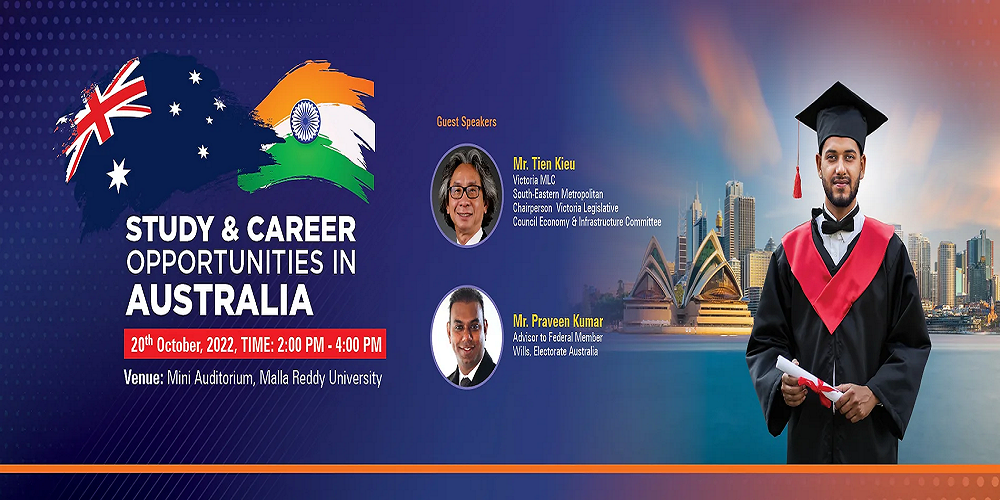 STUDY & CAREER
OPPORTUNITIES IN
AUSTRALIA
20th October, 2022, TIME: 2:00 PM - 4:00 PM
Venue: Mini Auditorium, Malla Reddy University
Guest Speakers
Mr. Tien Kieu
Victoria MLC
South-Eastern Metropolitan
Chairperson Victoria Legislative
Council Economy & Infrastructure Committee
Mr. Praveen Kumar
Advisor to Federal Member
Wills, Electorate Australia